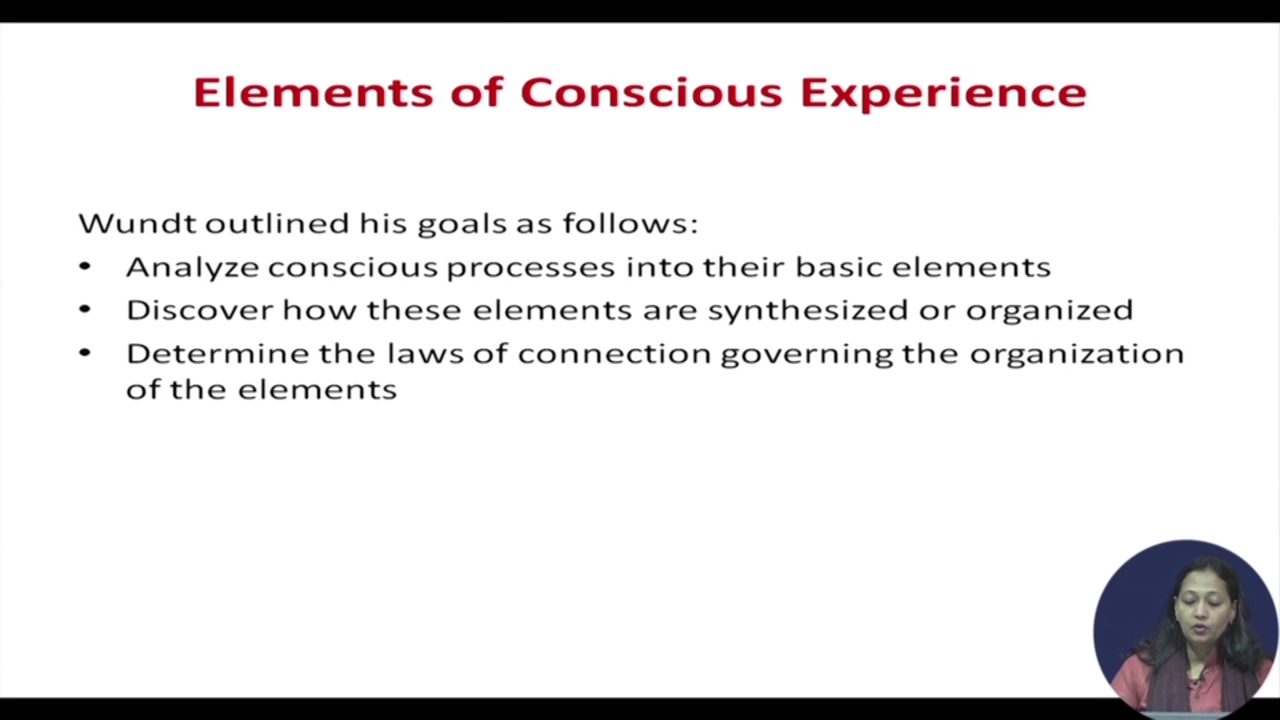 Elements of Conscious Experience
Wundt outlined his goals as follows:
• Analyze conscious processes into their basic elements
• Discover how these elements are synthesized or organized
• Determine the laws of connection governing the organization
of the elements